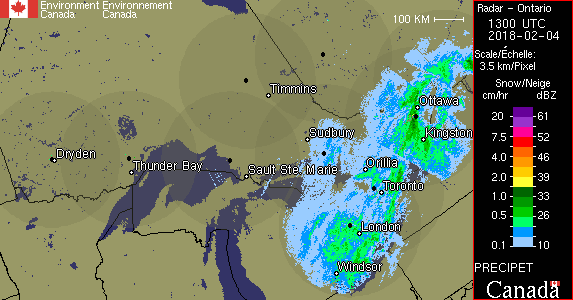 Environment Environnement
Canada Canada
100 KM
Timmins
Ottawa
Sudbury
Kingston
Dryden
Thunder Bay
Sault Ste. Marie
Orillia
Toronto
London
Windsor
Radar - Ontario
1300 UTC
2018-02-04
Scale/Échelle:
3.5 km/Pixel
Snow/Neige
cm/hr dBZ
20 61
7.5 52
4.0 46
2.0 39
1.0 33
0.5 26
0.1 10
PRECIPET
Canada